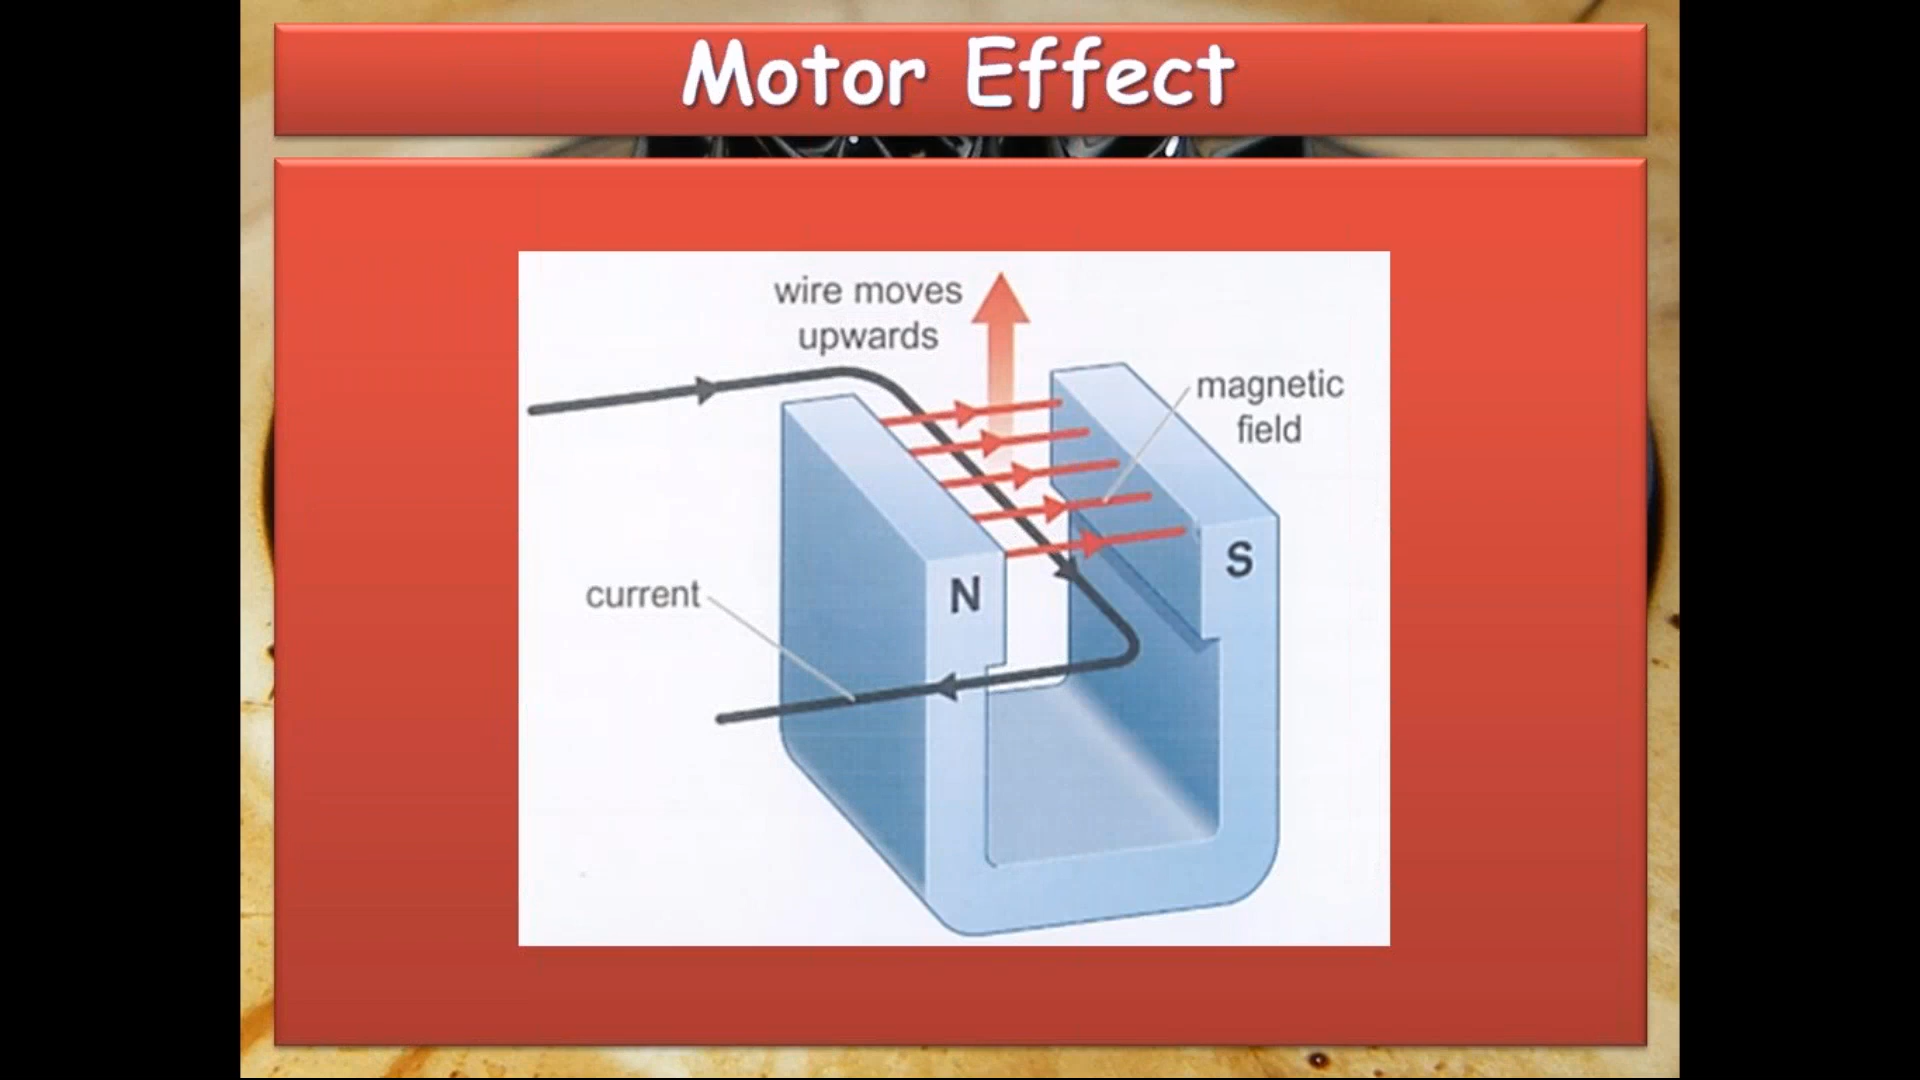 Motor Effect
wire moves
upwards
magnetic
field
S
N
current